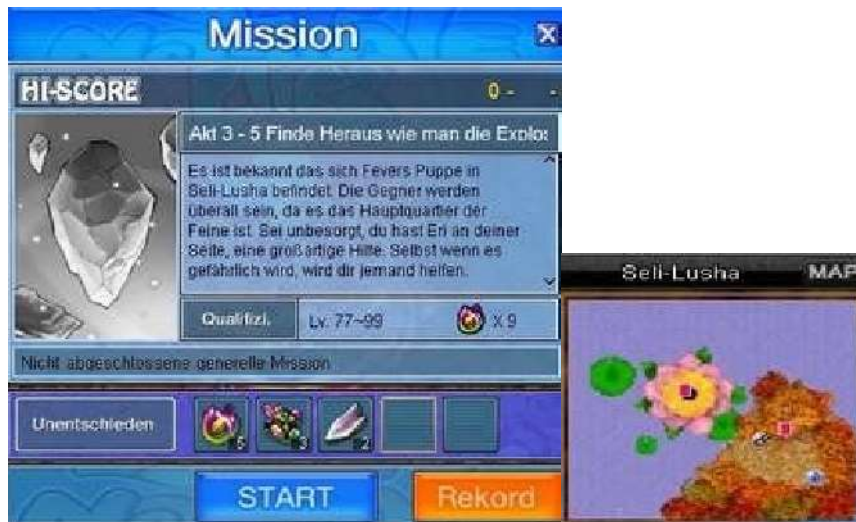 Mission
HI-SCORE
0 - -
Akt 3 - 5 Finde Heraus wie man die Explos
Es ist bekannt das sich Fevers Puppe in
Seli-Lusha befindet. Die Gegner werden
überall sein, da es das Hauptquartier der
Feine ist. Sei unbesorgt, du hast Eri an deiner
Seite, eine großartige Hilfe. Selbst wenn es
gefährlich wird, wird dir jemand helfen.
Qualifizi. Lv. 77~99 X 9
Nicht abgeschlossene generelle Mission
Unentschieden 5 3 2
START Rekord
Seli-Lusha MAP